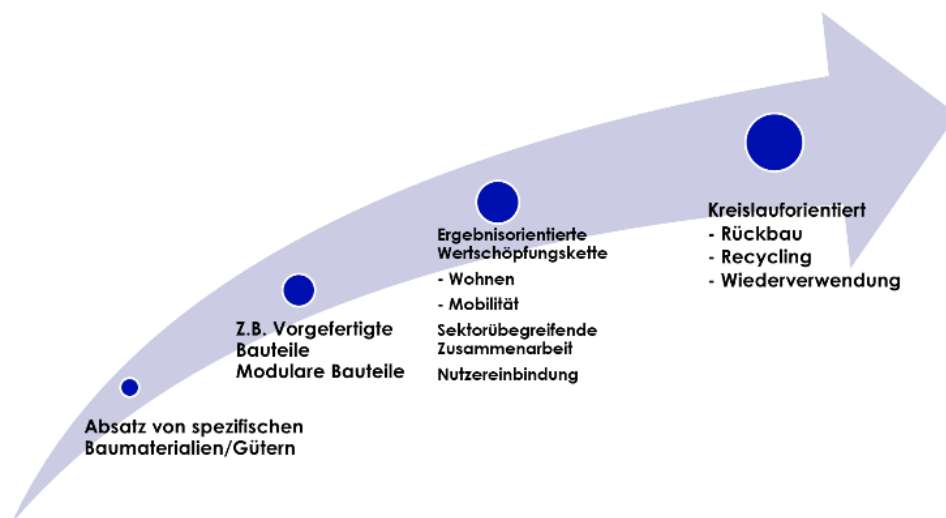 Absatz von spezifischen
Baumaterialien/Gütern
Z.B. Vorgefertigte
Bauteile
Modulare Bauteile
Ergebnisorientierte
Wertschöpfungskette
- Wohnen
- Mobilität
Sektorübegreifende
Zusammenarbeit
Nutzereinbindung
Kreislauforientiert
- Rückbau
- Recycling
- Wiederverwendung